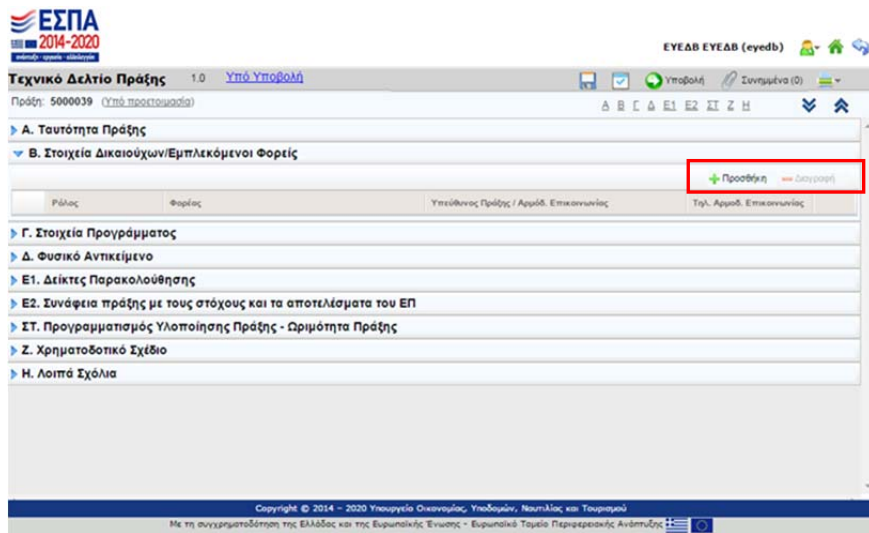 ΕΣΠΑ
2014-2020
ανάπτυξη - εργασία - αλληλεγγύη
ΕΥΕΔΒ ΕΥΕΔΒ (eyedb)
Τεχνικό Δελτίο Πράξης 1.0 Υπό Υποβολή Υποβολή Συνημμένα (0)
Πράξη: 5000039 (Υπό προετοιμασία) Α Β Γ Δ Ε1 Ε2 ΣΤ Ζ Η
Α. Ταυτότητα Πράξης
Β. Στοιχεία Δικαιούχων/Εμπλεκόμενοι Φορείς
Προσθήκη Διαγραφή
Ρόλος Φορέας Υπεύθυνος Πράξης / Αρμόδ. Επικοινωνίας Τηλ. Αρμοδ. Επικοινωνίας
Γ. Στοιχεία Προγράμματος
Δ. Φυσικό Αντικείμενο
Ε1. Δείκτες Παρακολούθησης
Ε2. Συνάφεια πράξης με τους στόχους και τα αποτελέσματα του ΕΠ
ΣΤ. Προγραμματισμός Υλοποίησης Πράξης - Ωριμότητα Πράξης
Ζ. Χρηματοδοτικό Σχέδιο
Η. Λοιπά Σχόλια
Copyright © 2014 – 2020 Υπουργείο Οικονομίας, Υποδομών, Ναυτιλίας και Τουρισμού
Με τη συγχρηματοδότηση της Ελλάδας και της Ευρωπαϊκής Ένωσης - Ευρωπαϊκό Ταμείο Περιφερειακής Ανάπτυξης